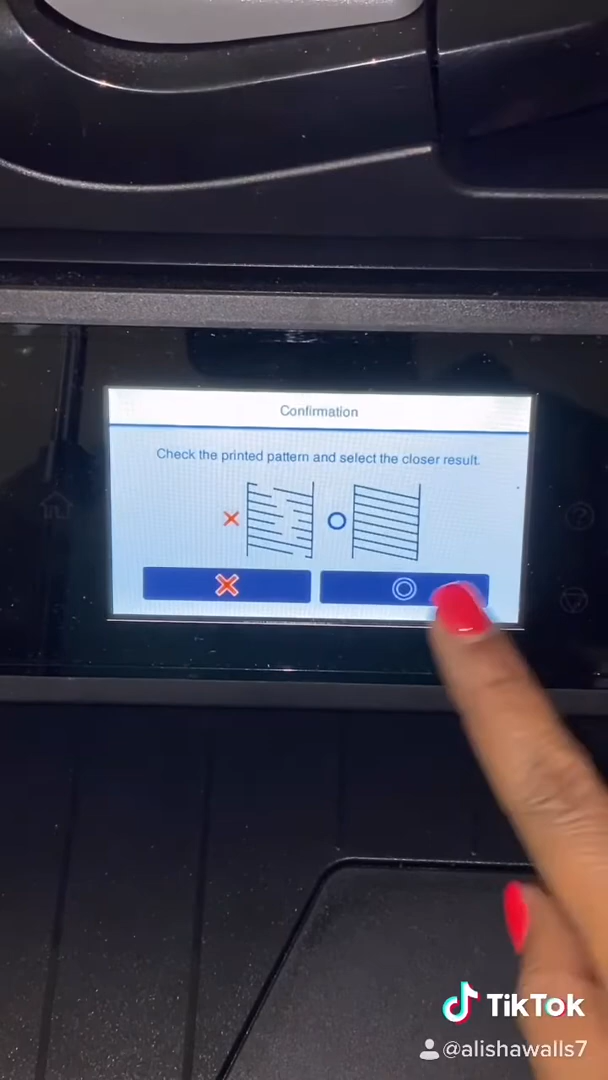 Confirmation
Check the printed pattern and select the closer result.
TikTok
@alishawalls7